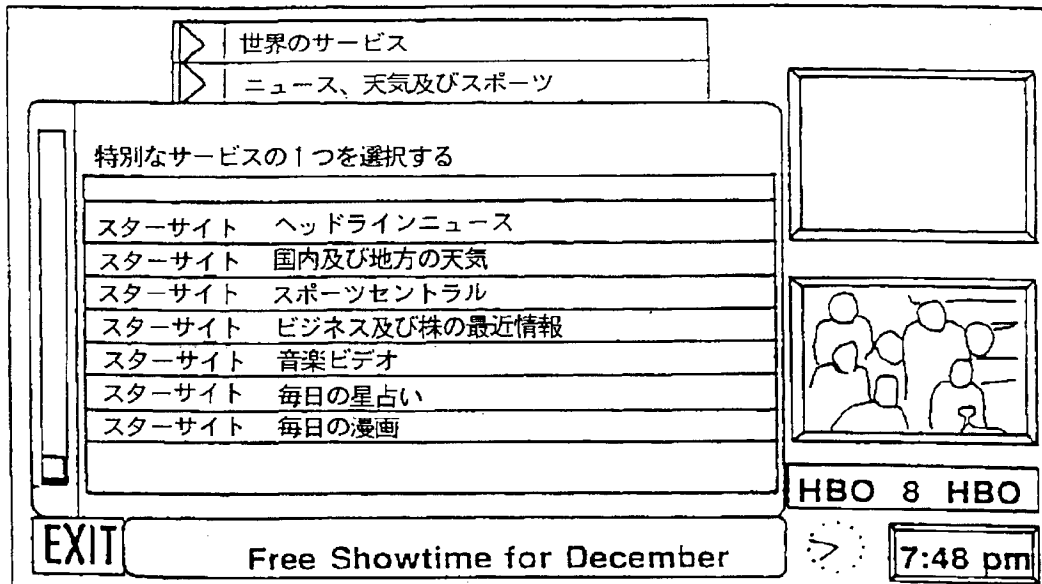 世界のサービス
ニュース、天気及びスポーツ
特別なサービスの1つを選択する
スターサイト ヘッドラインニュース
スターサイト 国内及び地方の天気
スターサイト スポーツセントラル
スターサイト ビジネス及び株の最近情報
スターサイト 音楽ビデオ
スターサイト 毎日の星占い
スターサイト 毎日の漫画
HBO 8 HBO
EXIT
Free Showtime for December
7:48 pm